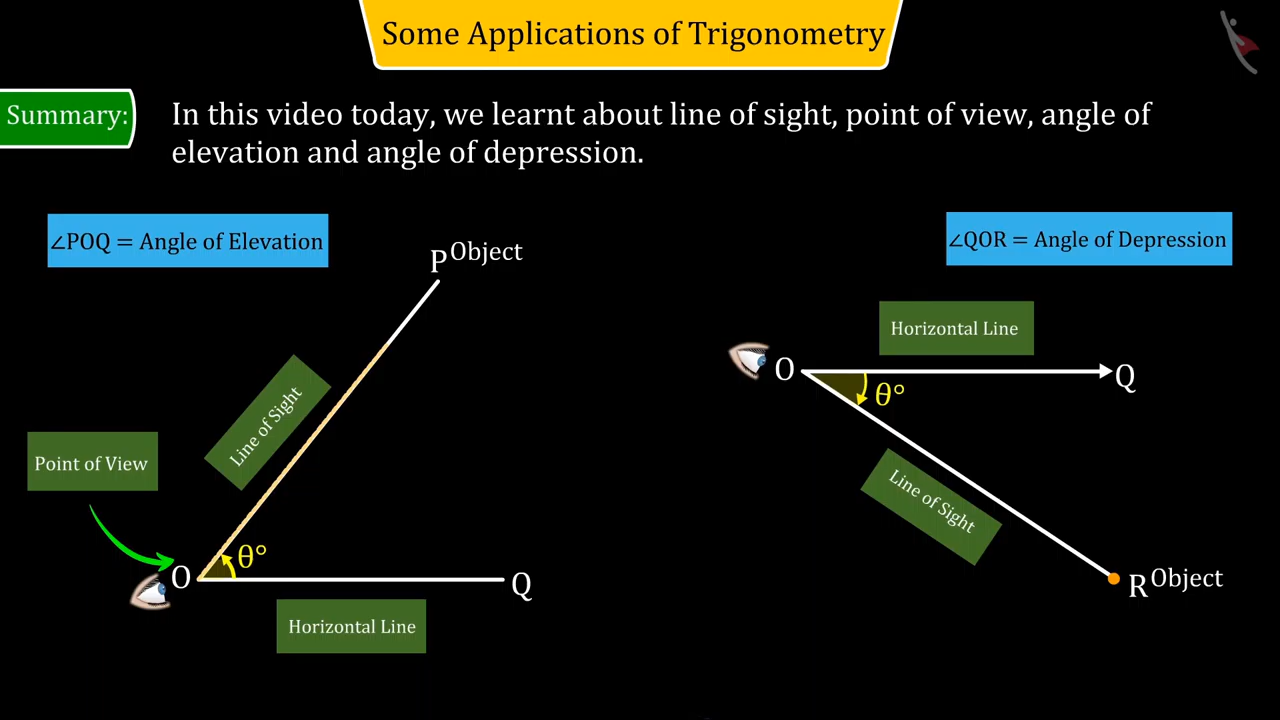 Some Applications of Trigonometry
Summary:
In this video today, we learnt about line of sight, point of view, angle of
elevation and angle of depression.
∠POQ = Angle of Elevation
∠QOR = Angle of Depression
P Object
Horizontal Line
O
Q
θ°
Line of Sight
Line of Sight
Point of View
θ°
O
Q
R Object
Horizontal Line